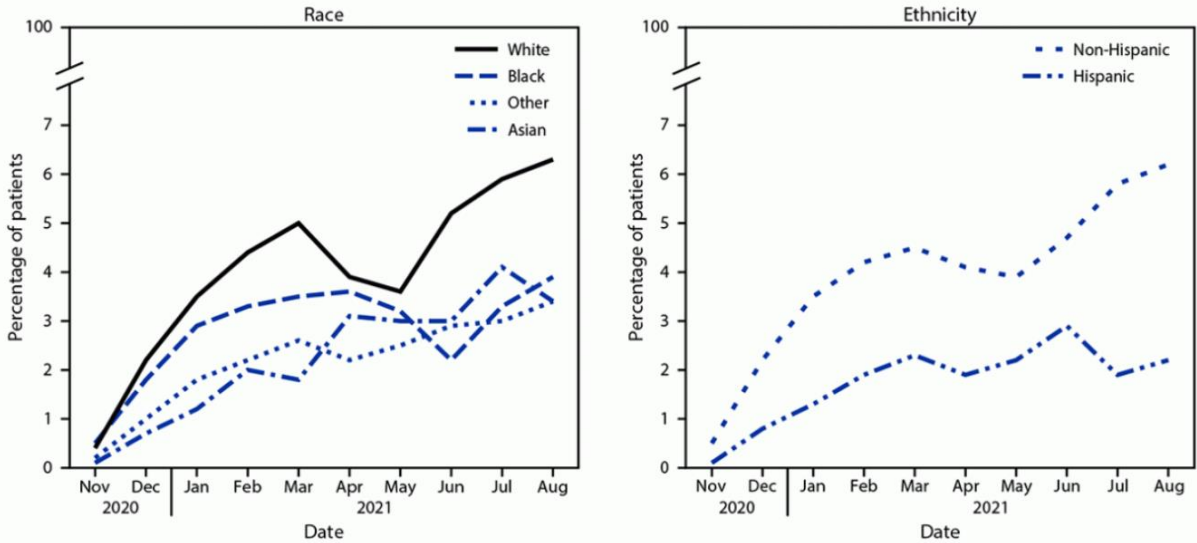 Race
100
7
6
5
4
3
2
1
0
Percentage of patients
White
Black
Other
Asian
Nov Dec Jan Feb Mar Apr May Jun Jul Aug
2020 2021
Date
Ethnicity
100
7
6
5
4
3
2
1
0
Percentage of patients
Non-Hispanic
Hispanic
Nov Dec Jan Feb Mar Apr May Jun Jul Aug
2020 2021
Date